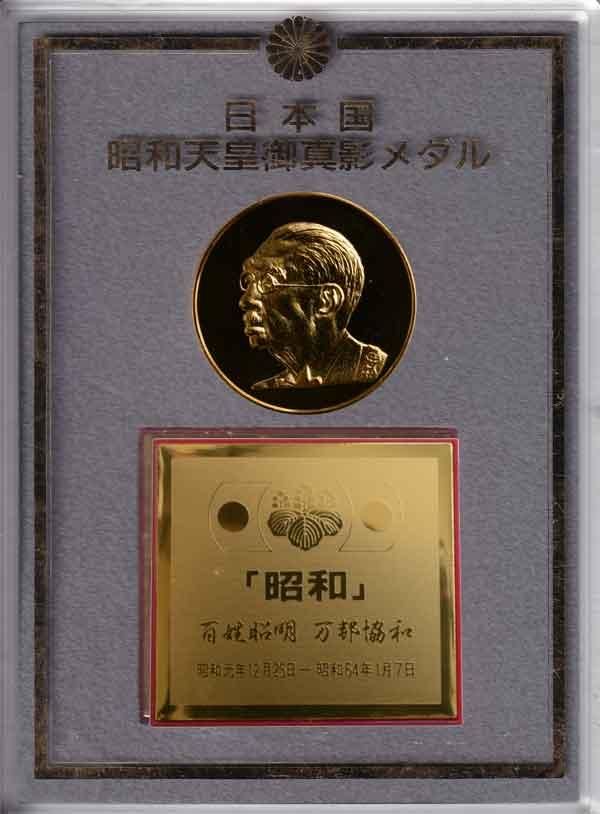 日本国
昭和天皇御真影メダル
「昭和」
百姓昭明 万邦協和
昭和元年12月25日―昭和64年1月7日